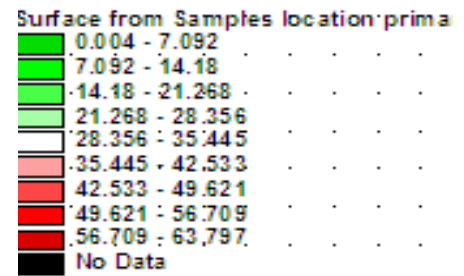 Surface from Samples location primar
0.004 - 7.092
7.092 - 14.18
14.18 - 21.268
21.268 - 28.356
28.356 - 35.445
35.445 - 42.533
42.533 - 49.621
49.621 - 56.709
56.709 - 63,797
No Data